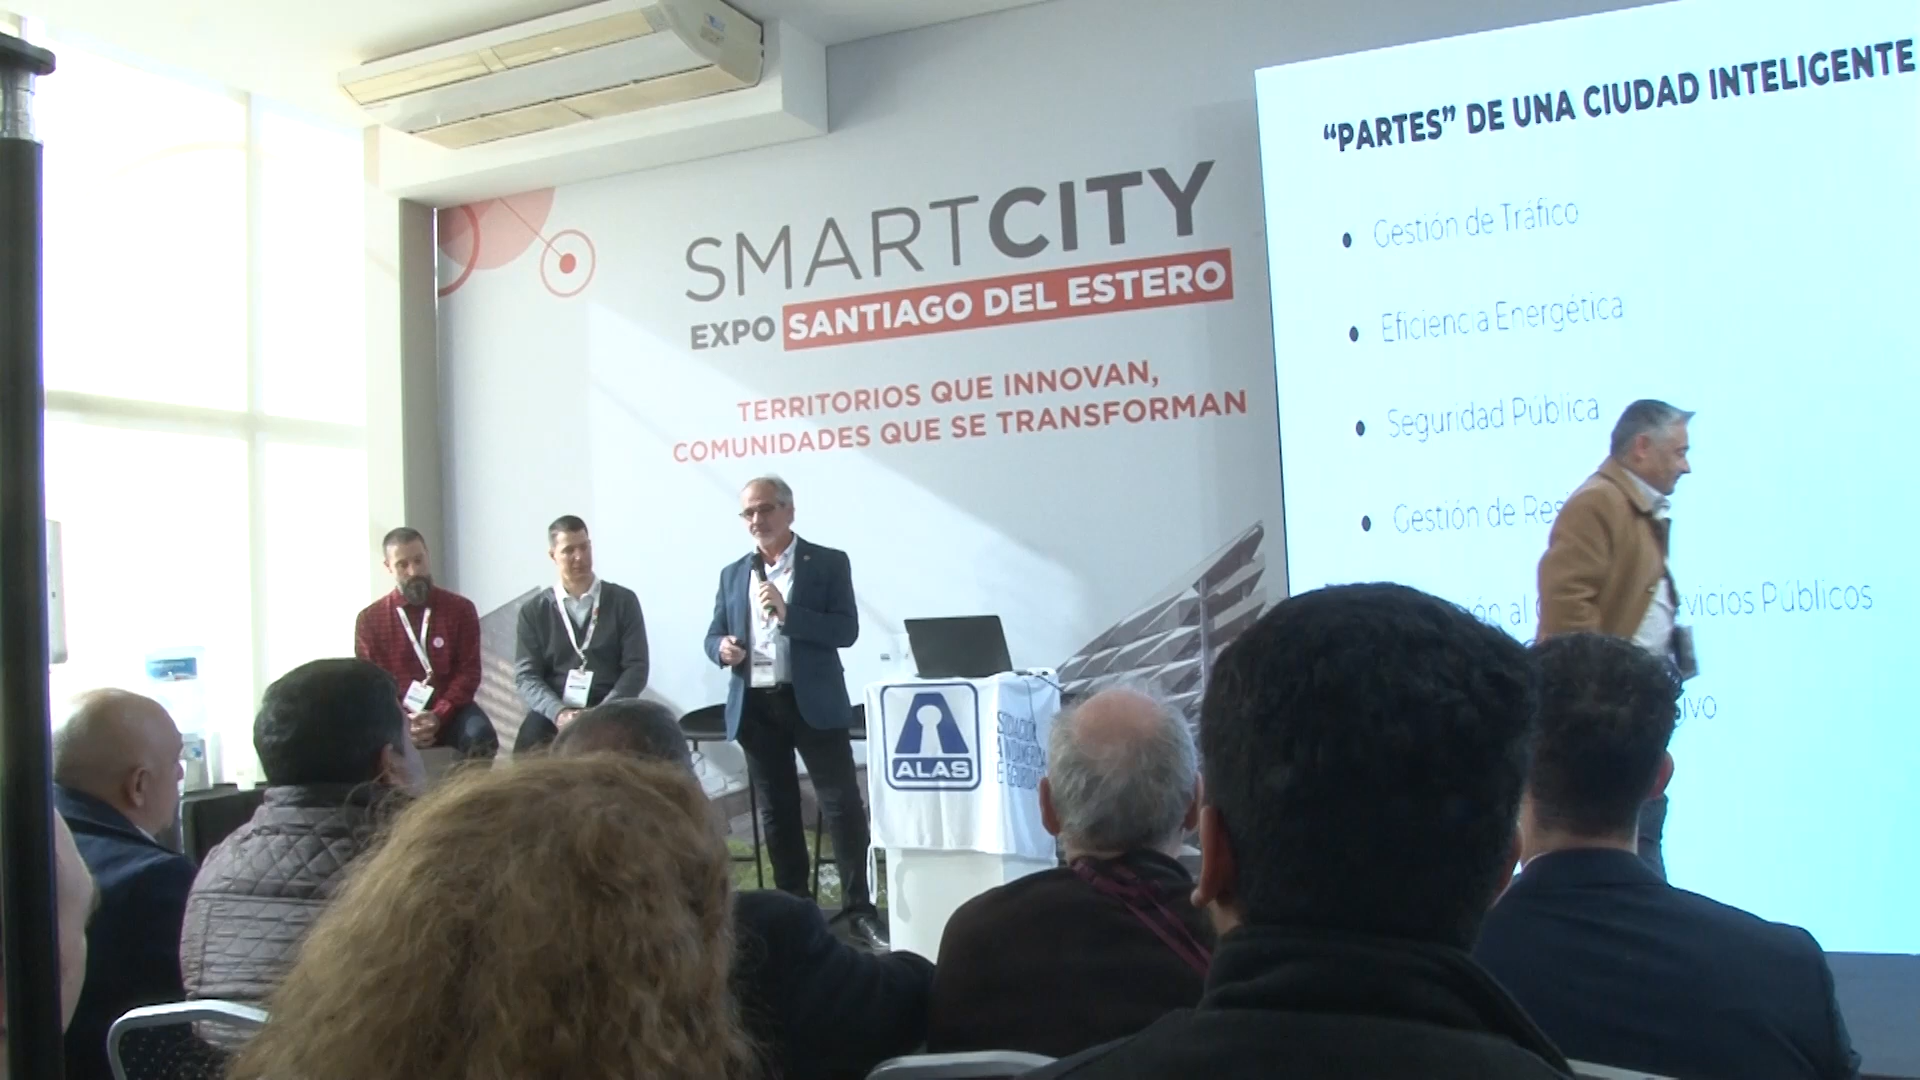 SMARTCITY
EXPO SANTIAGO DEL ESTERO
TERRITORIOS QUE INNOVAN,
COMUNIDADES QUE SE TRANSFORMAN
ALAS
“PARTES” DE UNA CIUDAD INTELIGENTE
• Gestión de Tráfico
• Eficiencia Energética
• Seguridad Pública
• Gestión de
al
Públicos